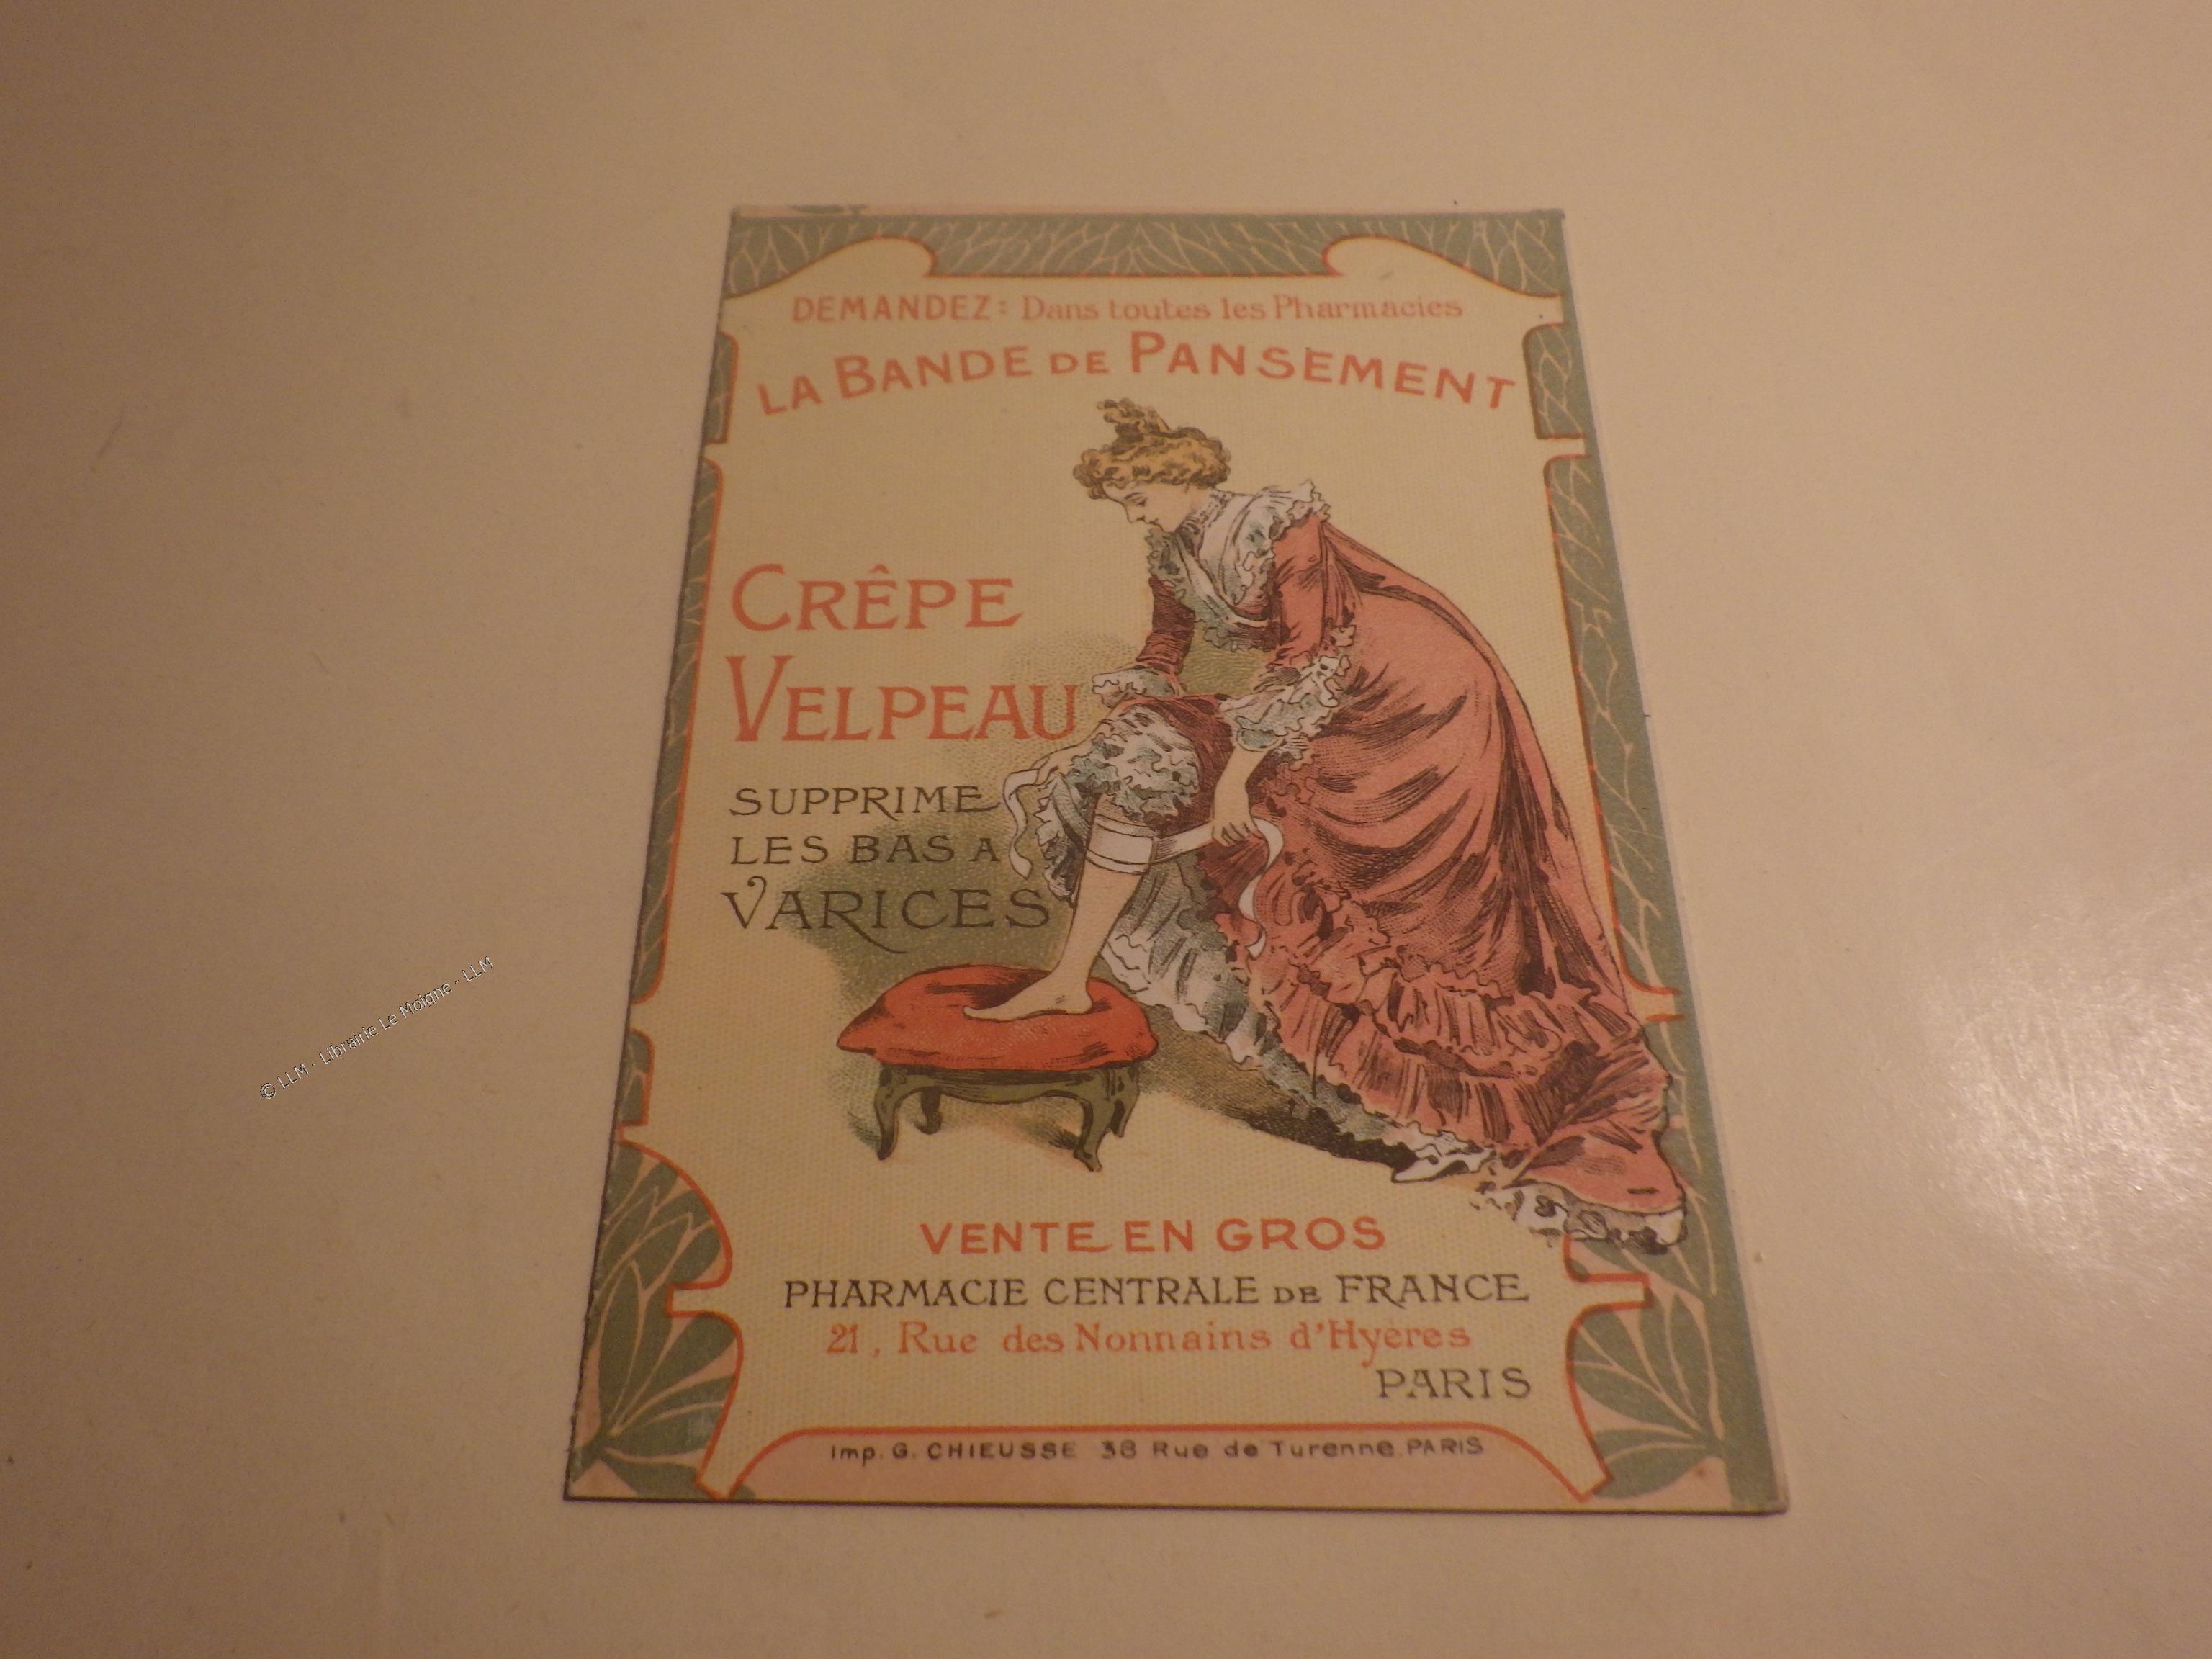 DEMANDEZ: Dans toutes les Pharmacies
LA BANDE DE PANSEMENT
CRÊPE
VELPEAU
SUPPRIME
LES BAS A
VARICES
VENTE EN GROS
PHARMACIE CENTRALE DE FRANCE
21, Rue des Nonnains d'Hyères
PARIS
Imp. G. CHIEUSSE 38 Rue de Turenne. PARIS
© LLM - Librairie Le Moigne - LLM